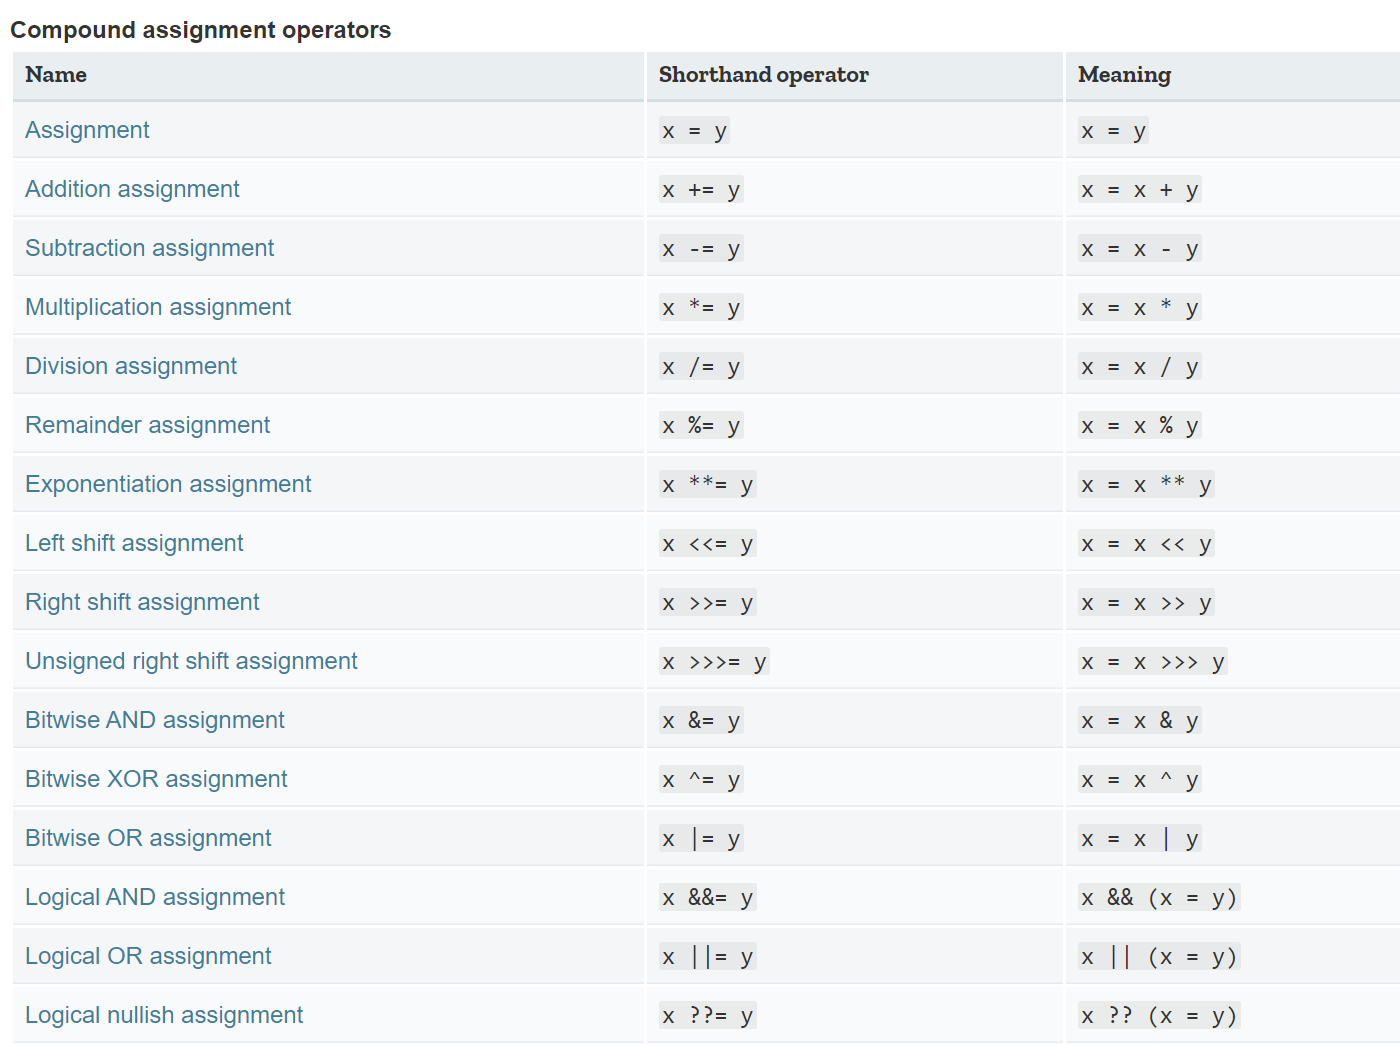 Compound assignment operators
Name Shorthand operator Meaning
Assignment x = y x = y
Addition assignment x += y x = x + y
Subtraction assignment x -= y x = x - y
Multiplication assignment x *= y x = x * y
Division assignment x /= y x = x / y
Remainder assignment x %= y x = x % y
Exponentiation assignment x **= y x = x ** y
Left shift assignment x <<= y x = x << y
Right shift assignment x >>= y x = x >> y
Unsigned right shift assignment x >>>= y x = x >>> y
Bitwise AND assignment x &= y x = x & y
Bitwise XOR assignment x ^= y x = x ^ y
Bitwise OR assignment x |= y x = x | y
Logical AND assignment x &&= y x && (x = y)
Logical OR assignment x ||= y x || (x = y)
Logical nullish assignment x ??= y x ?? (x = y)